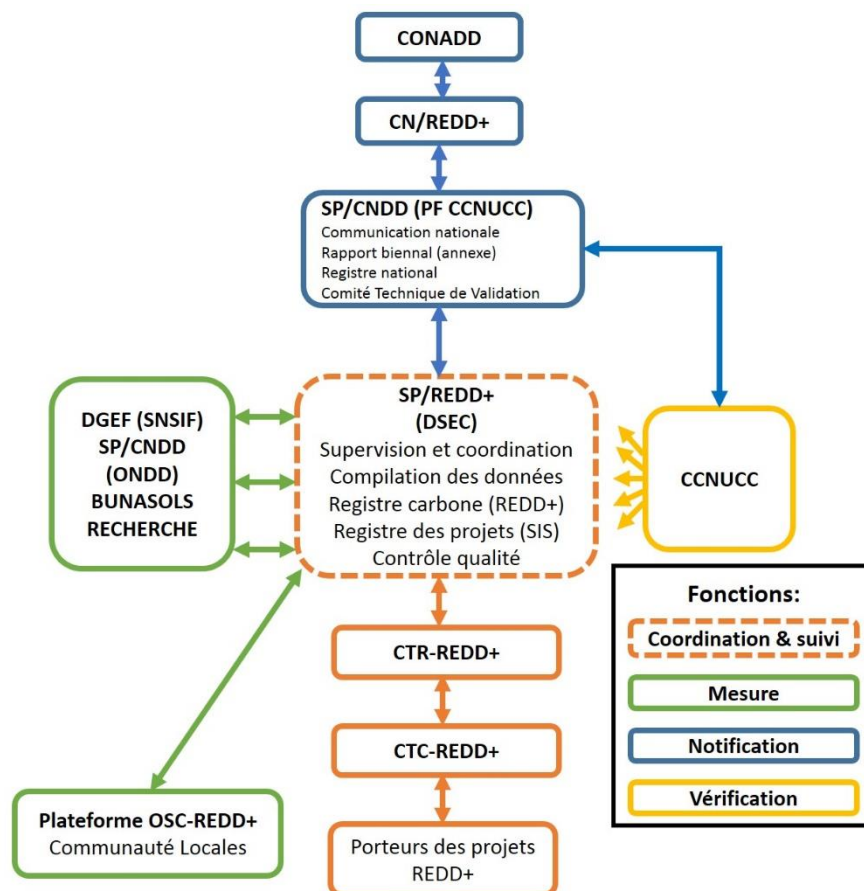 CONADD
CN/REDD+
SP/CNDD (PF CCNUCC)
Communication nationale
Rapport biennal (annexe)
Registre national
Comité Technique de Validation
DGEF (SNSIF)
SP/CNDD
(ONDD)
BUNASOLS
RECHERCHE
SP/REDD+
(DSEC)
Supervision et coordination
Compilation des données
Registre carbone (REDD+)
Registre des projets (SIS)
Contrôle qualité
CCNUCC
CTR-REDD+
CTC-REDD+
Plateforme OSC-REDD+
Communauté Locales
Porteurs des projets
REDD+
Fonctions:
Coordination & suivi
Mesure
Notification
Vérification